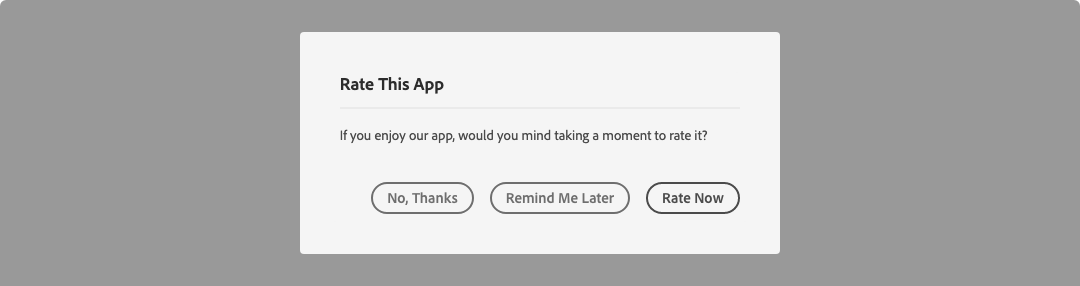 Rate This App
If you enjoy our app, would you mind taking a moment to rate it?
No, Thanks Remind Me Later Rate Now